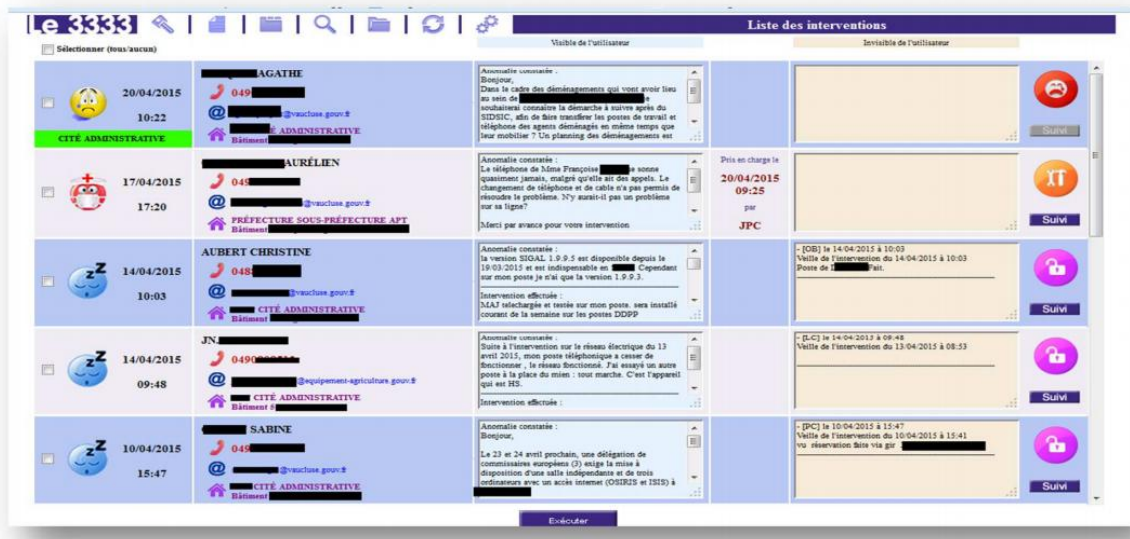 Le 3333
Liste des interventions
Sélectionner (tous/aucun)
Visible de l'utilisateur
Invisible de l'utilisateur
20/04/2015
10:22
CITÉ ADMINISTRATIVE
AGATHE
049
@vaucluse.gouv.fr
CITÉ ADMINISTRATIVE
Bâtiment
Anomalie constatée :
Bonjour,
Dans le cadre des déménagements qui vont avoir lieu
au sein de
souhaiterai connaître la démarche à suivre après du
SIDSIC, afin de faire transférer les postes de travail et
téléphone des agents déménagés en même temps que
leur mobilier ? Un planning des déménagements est
Suivi
17/04/2015
17:20
AURÉLIEN
049
@vaucluse.gouv.fr
PRÉFECTURE SOUS-PRÉFECTURE APT
Bâtiment
Anomalie constatée :
Le téléphone de Mme Françoise ne sonne
quasiment jamais, malgré qu'elle ait des appels. Le
changement de téléphone et de cable n'a pas permis de
résoudre le problème. N'y aurait-il pas un problème
sur sa ligne?
Merci par avance pour votre intervention
Pris en charge le
20/04/2015
09:25
par
JPC
XT
Suivi
14/04/2015
10:03
AUBERT CHRISTINE
048
@vaucluse.gouv.fr
CITÉ ADMINISTRATIVE
Bâtiment
Anomalie constatée :
la version SIGAL 1.9.9.5 est disponible depuis le
19/03/2015 et est indispensable en Cependant
sur mon poste je n'ai que la version 1.9.9.3.
Intervention effectuée :
MAJ telechargée et testée sur mon poste. sera installé
courant de la semaine sur les postes DDPP
- [OB] le 14/04/2015 à 10:03
Veille de l'intervention du 14/04/2015 à 10:03
Poste de Fait.
Suivi
14/04/2015
09:48
JN.
0490
@equipement-agriculture.gouv.fr
CITÉ ADMINISTRATIVE
Bâtiment
Anomalie constatée :
Suite à l'intervention sur le réseau électrique du 13
avril 2015, mon poste téléphonique a cesser de
fonctionner , le réseau fonctionné. J'ai essayé un autre
poste à la place du mien : tout marche. C'est l'appareil
qui est HS.
Intervention effectuée :
- [LC] le 14/04/2015 à 09:48
Veille de l'intervention du 13/04/2015 à 08:53
Suivi
10/04/2015
15:47
SABINE
049
@vaucluse.gouv.fr
CITÉ ADMINISTRATIVE
Bâtiment
Anomalie constatée :
Bonjour,
Le 23 et 24 avril prochain, une délégation de
commissaires européens (3) exige la mise à
disposition d'une salle indépendante et de trois
ordinateurs avec un accès internet (OSIRIS et ISIS) à
- [PC] le 10/04/2015 à 15:47
Veille de l'intervention du 10/04/2015 à 15:41
vu réservation faite via gir
Suivi
Exécuter